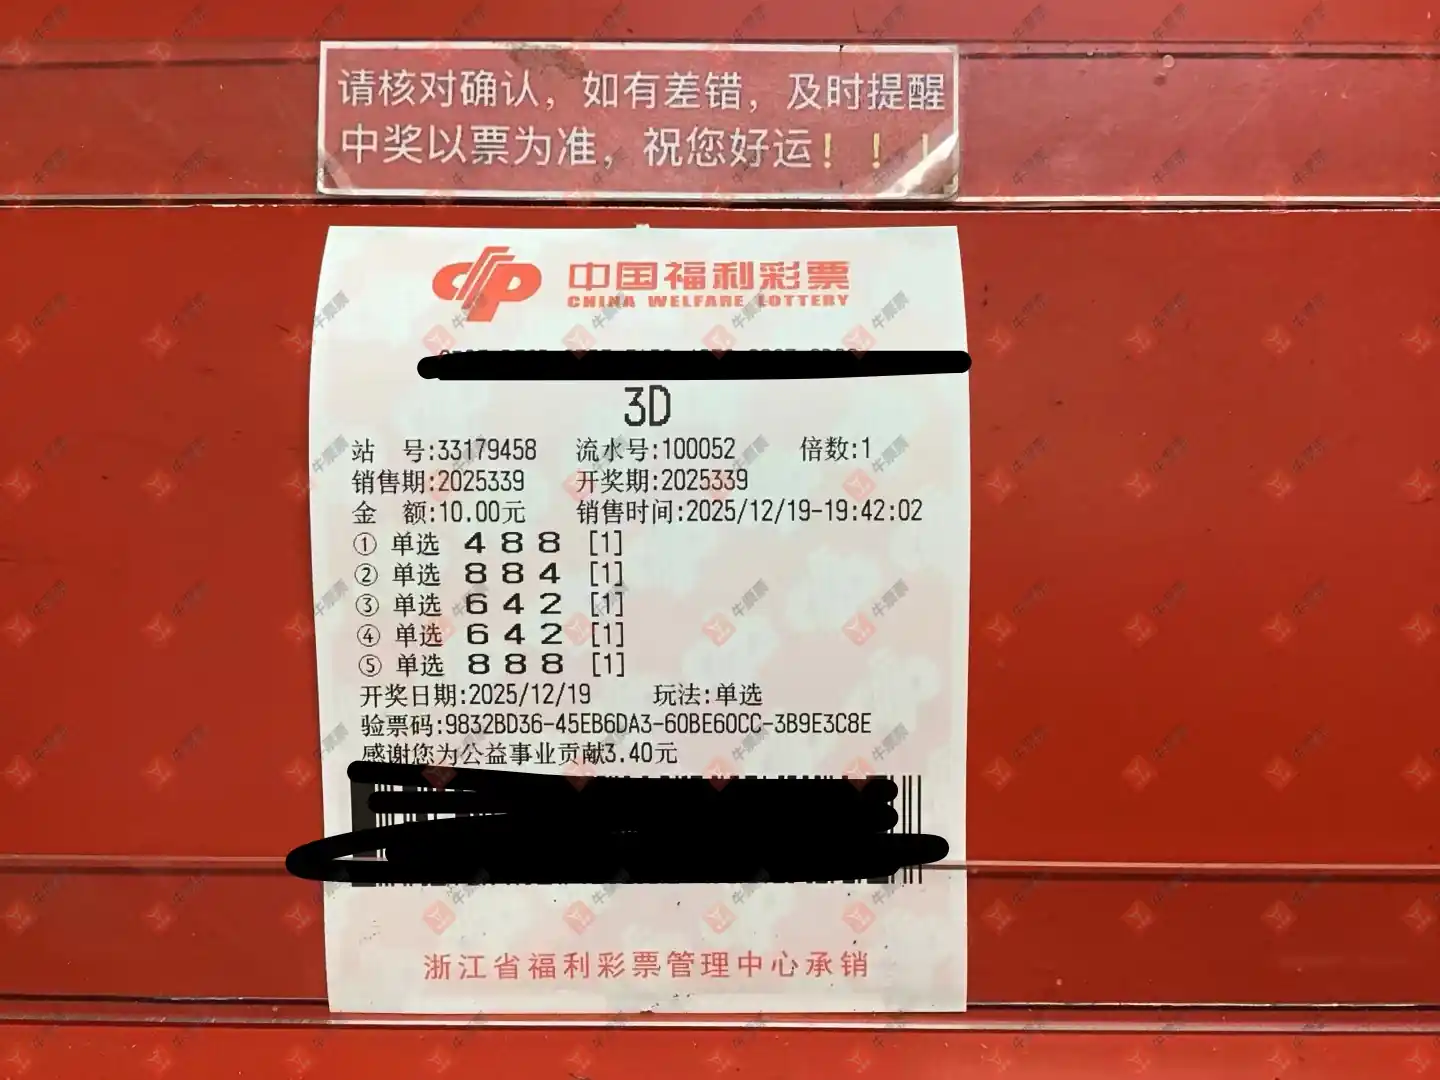 请核对确认，如有差错，及时提醒
中奖以票为准，祝您好运！！！
中国福利彩票
CHINA WELFARE LOTTERY
3D
站 号:33179458 流水号:100052 倍数:1
销售期:2025339 开奖期:2025339
金 额:10.00元 销售时间:2025/12/19-19:42:02
① 单选 4 8 8 [1]
② 单选 8 8 4 [1]
③ 单选 6 4 2 [1]
④ 单选 6 4 2 [1]
⑤ 单选 8 8 8 [1]
开奖日期:2025/12/19 玩法:单选
验票码:9832BD36-45EB6DA3-60BE60CC-3B9E3C8E
感谢您为公益事业贡献3.40元
浙江省福利彩票管理中心承销
牛票票